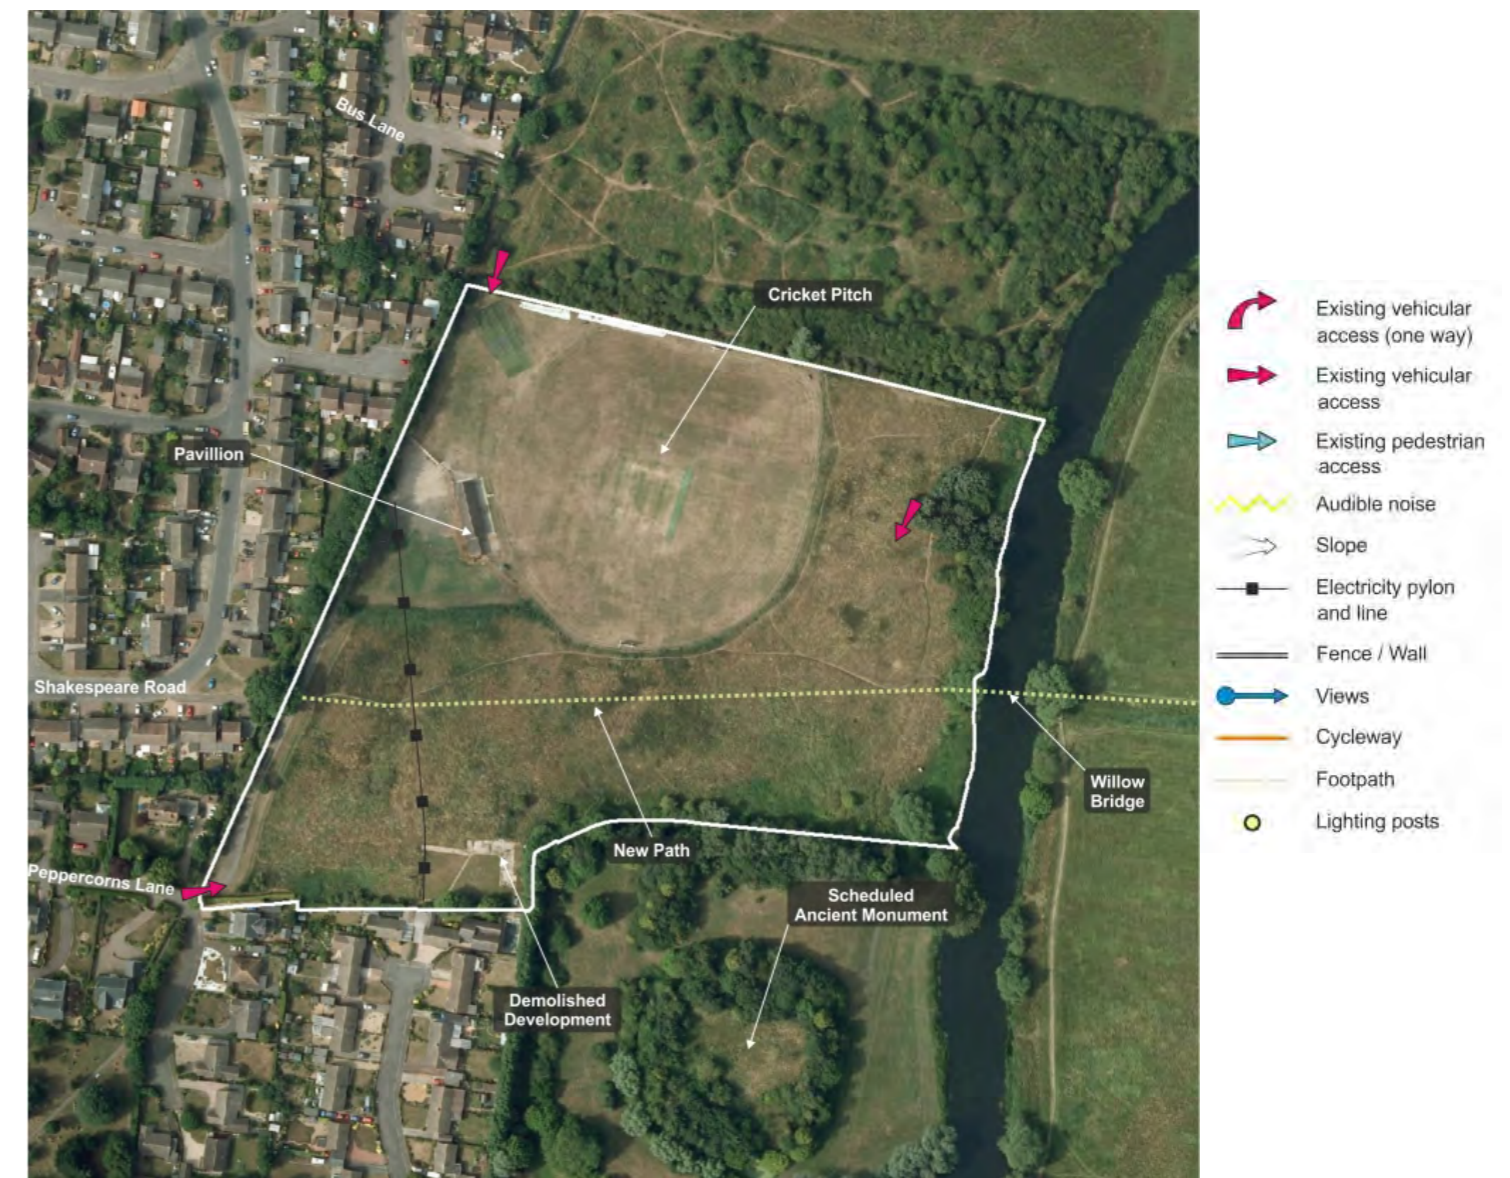 Bus Lane
Cricket Pitch
Pavillion
Shakespeare Road
Willow
Bridge
New Path
Peppercorns Lane
Scheduled
Ancient Monument
Demolished
Development
Existing vehicular
access (one way)
Existing vehicular
access
Existing pedestrian
access
Audible noise
Slope
Electricity pylon
and line
Fence / Wall
Views
Cycleway
Footpath
Lighting posts